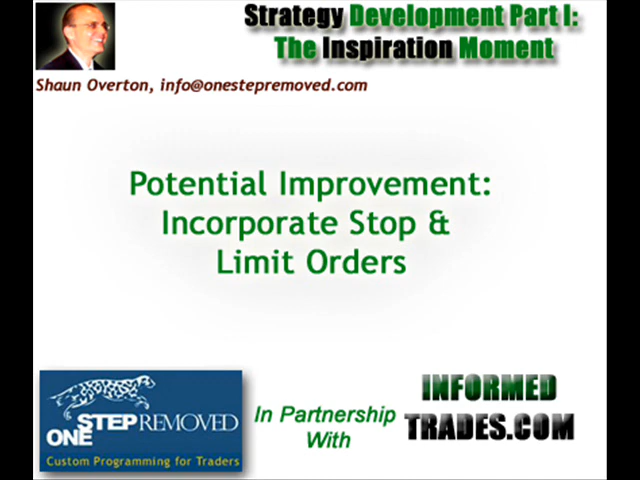 Strategy Development Part I:
The Inspiration Moment
Shaun Overton, info@onestepremoved.com
Potential Improvement:
Incorporate Stop &
Limit Orders
ONE STEP REMOVED
Custom Programming for Traders
In Partnership
With
INFORMED
TRADES.COM